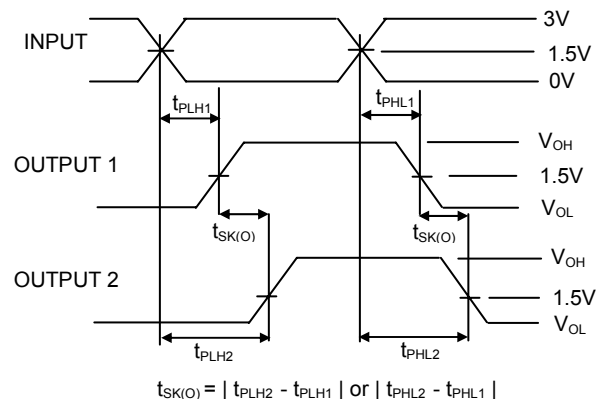 INPUT
3V
1.5V
0V
tPLH1
tPHL1
OUTPUT 1
VOH
1.5V
VOL
tSK(O)
tSK(O)
OUTPUT 2
VOH
1.5V
VOL
tPLH2
tPHL2
tSK(O) = | tPLH2 - tPLH1 | or | tPHL2 - tPHL1 |